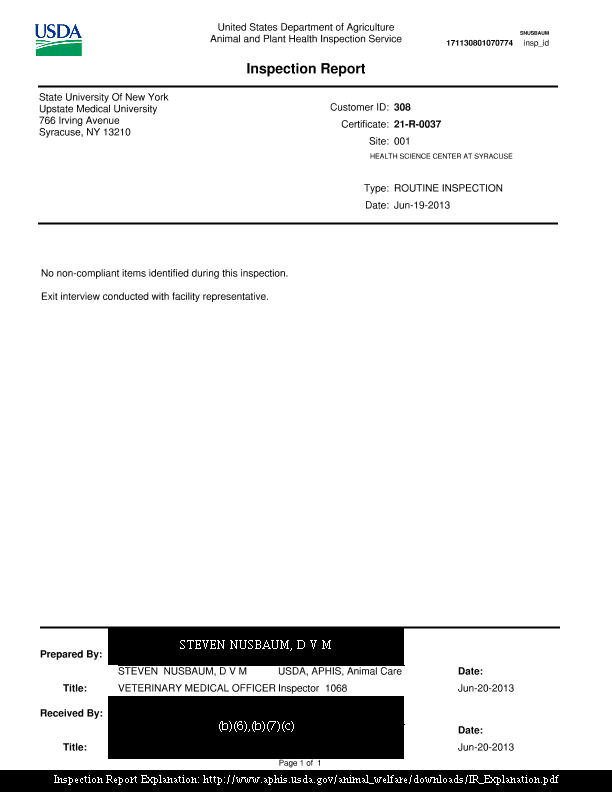 USDA
United States Department of Agriculture
Animal and Plant Health Inspection Service
SNUSBAUM
171130801070774 insp_id
Inspection Report
State University Of New York
Upstate Medical University
766 Irving Avenue
Syracuse, NY 13210
Customer ID: 308
Certificate: 21-R-0037
Site: 001
HEALTH SCIENCE CENTER AT SYRACUSE
Type: ROUTINE INSPECTION
Date: Jun-19-2013
No non-compliant items identified during this inspection.
Exit interview conducted with facility representative.
STEVEN NUSBAUM, D V M
Prepared By:
STEVEN NUSBAUM, D V M USDA, APHIS, Animal Care Date:
Title: VETERINARY MEDICAL OFFICER Inspector 1068 Jun-20-2013
Received By:
(b)(6),(b)(7)(c)
Date:
Title: Jun-20-2013
Page 1 of 1
Inspection Report Explanation: http://www.aphis.usda.gov/animal_welfare/downloads/IR_Explanation.pdf